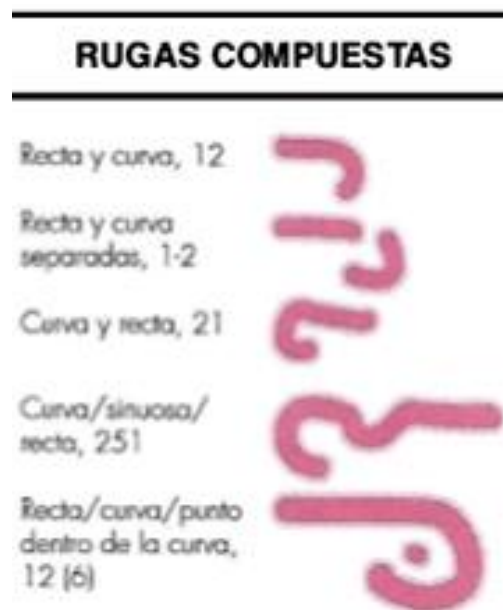 RUGAS COMPUESTAS
Recta y curva, 12
Recta y curva
separadas, 1-2
Curva y recta, 21
Curva/sinuosa/
recta, 251
Recta/curva/punto
dentro de la curva,
12 (6)